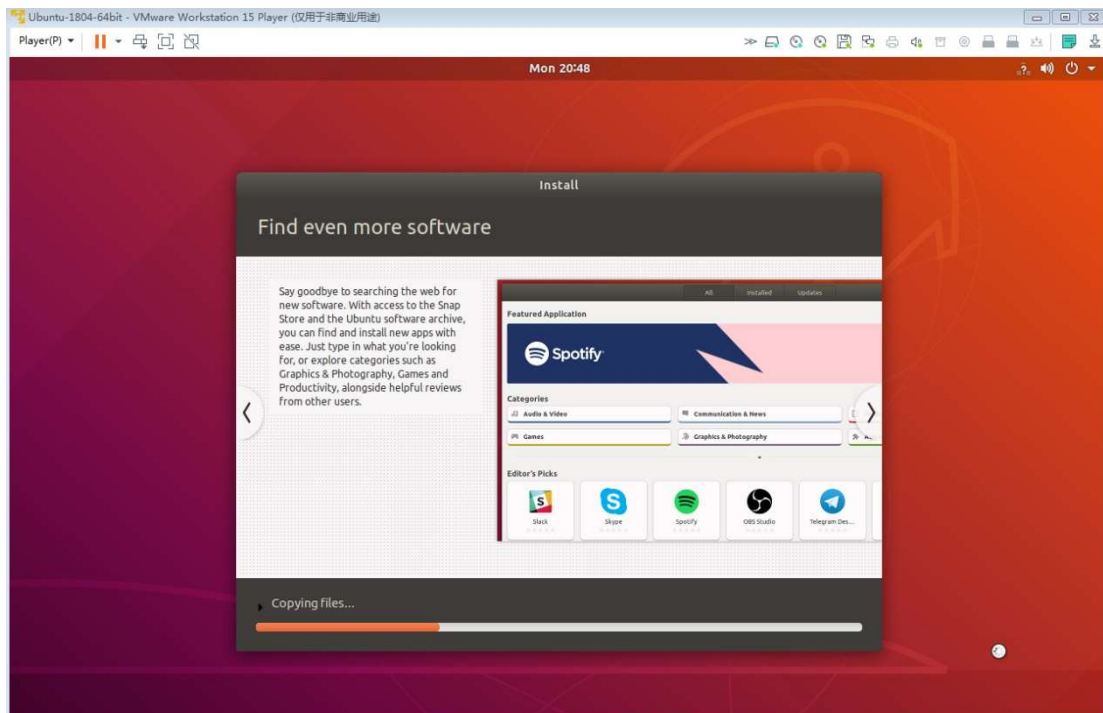 Ubuntu-1804-64bit - VMware Workstation 15 Player (仅用于非商业用途)
Player(P)
Mon 20:48
Install
Find even more software
Say goodbye to searching the web for
new software. With access to the Snap
Store and the Ubuntu software archive,
you can find and install new apps with
ease. Just type in what you're looking
for, or explore categories such as
Graphics & Photography, Games and
Productivity, alongside helpful reviews
from other users.
All Installed Updates
Featured Application
Spotify
Categories
Audio & Video Communication & News
Games Graphics & Photography
Editor's Picks
Slack Skype Spotify OBS Studio Telegram Des...
Copying files...